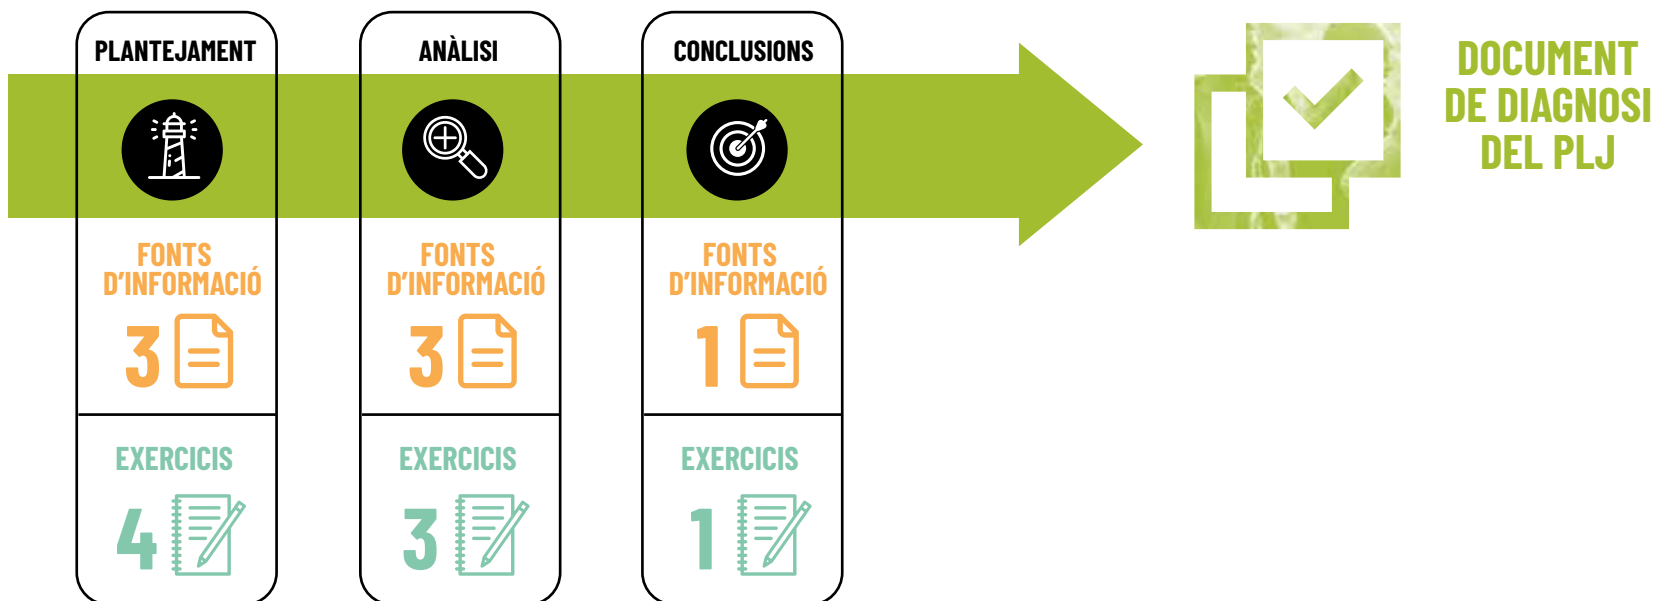 PLANTEJAMENT
FONTS
D'INFORMACIÓ
3
EXERCICIS
4
ANÀLISI
FONTS
D'INFORMACIÓ
3
EXERCICIS
3
CONCLUSIONS
FONTS
D'INFORMACIÓ
1
EXERCICIS
1
DOCUMENT
DE DIAGNOSI
DEL PLJ